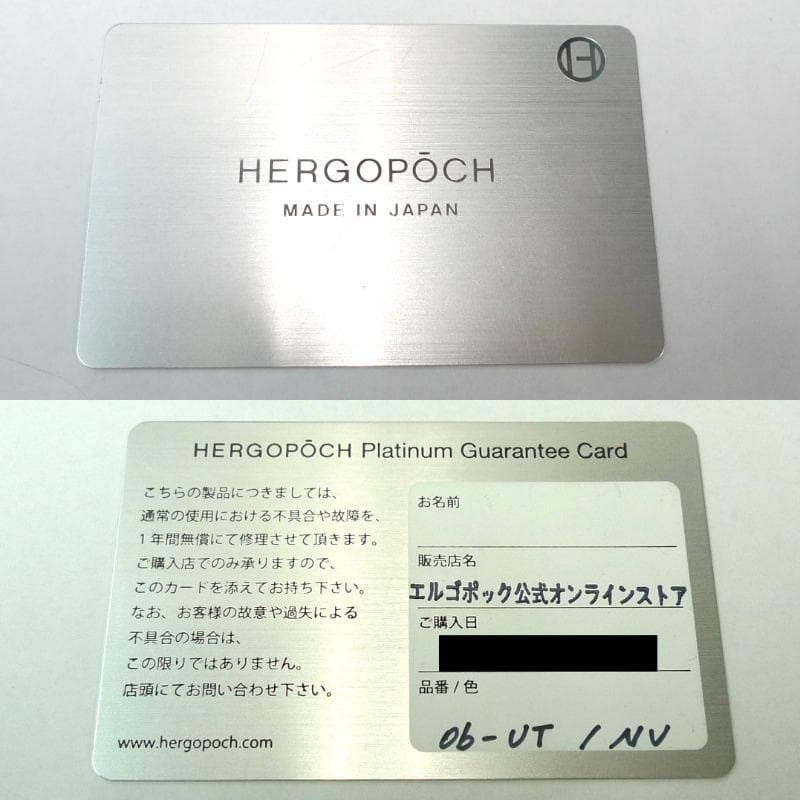 H
HERGOPŌCH
MADE IN JAPAN
HERGOPŌCH Platinum Guarantee Card
こちらの製品につきましては、
通常の使用における不具合や故障を、
1年間無償にて修理させて頂きます。
ご購入店でのみ承りますので、
このカードを添えてお持ち下さい。
なお、お客様の故意や過失による
不具合の場合は、
この限りではありません。
店頭にてお問い合わせ下さい。
www.hergopoch.com
お名前
販売店名
エルゴポック公式オンラインストア
ご購入日
品番 / 色
06-UT / NV